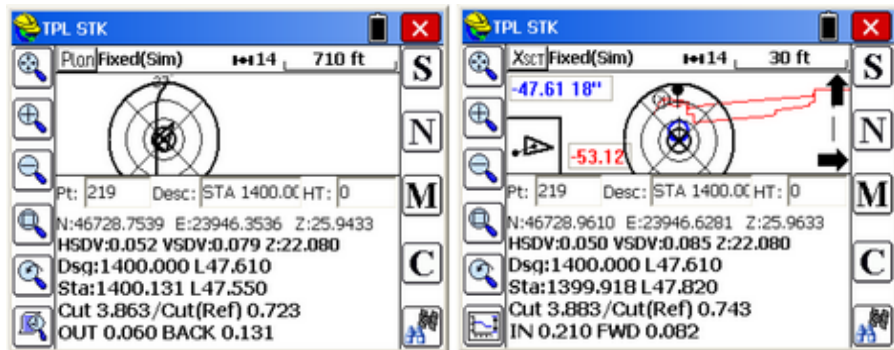 TPL STK
Plan Fixed(Sim) 14 710 ft
S
N
M
C
Pt: 219 Desc: STA 1400.00 HT: 0
N:46728.7539 E:23946.3536 Z:25.9433
HSDV:0.052 VSDV:0.079 Z:22.080
Dsg:1400.000 L47.610
Sta:1400.131 L47.550
Cut 3.863/Cut(Ref) 0.723
OUT 0.060 BACK 0.131
TPL STK
Xsct Fixed(Sim) 14 30 ft
-47.61 18"
-53.12
S
N
M
C
Pt: 219 Desc: STA 1400.00 HT: 0
N:46728.9610 E:23946.6281 Z:25.9633
HSDV:0.050 VSDV:0.085 Z:22.080
Dsg:1400.000 L47.610
Sta:1399.918 L47.820
Cut 3.883/Cut(Ref) 0.743
IN 0.210 FWD 0.082